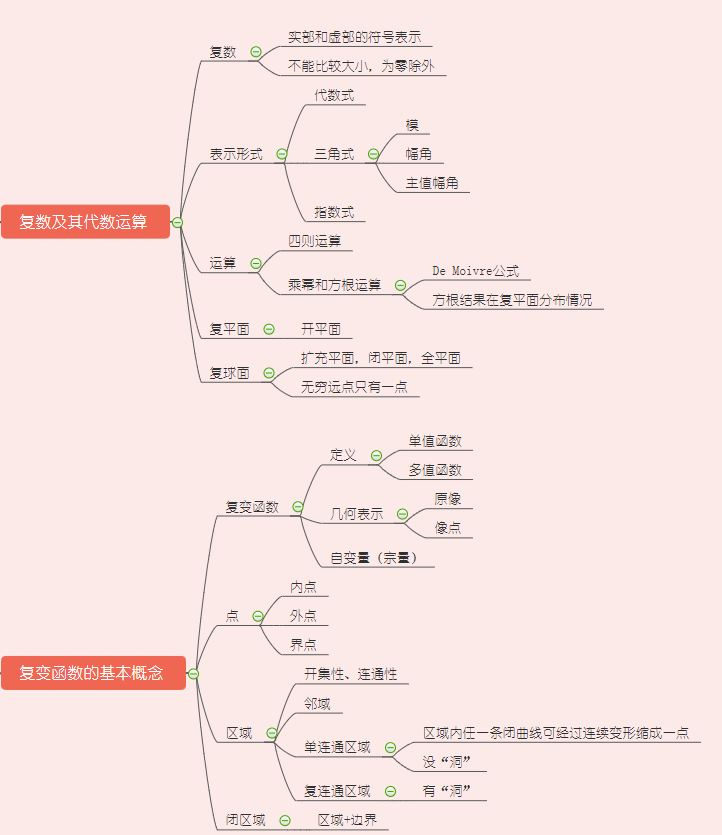 复数及其代数运算
复数
实部和虚部的符号表示
不能比较大小，为零除外
表示形式
代数式
三角式
模
幅角
主值幅角
指数式
运算
四则运算
乘幂和方根运算
De Moivre公式
方根结果在复平面分布情况
复平面
开平面
复球面
扩充平面，闭平面，全平面
无穷远点只有一点
复变函数的基本概念
复变函数
定义
单值函数
多值函数
几何表示
原像
像点
自变量（宗量）
点
内点
外点
界点
区域
开集性、连通性
邻域
单连通区域
区域内任一条闭曲线可经过连续变形缩成一点
没“洞”
复连通区域
有“洞”
闭区域
区域+边界